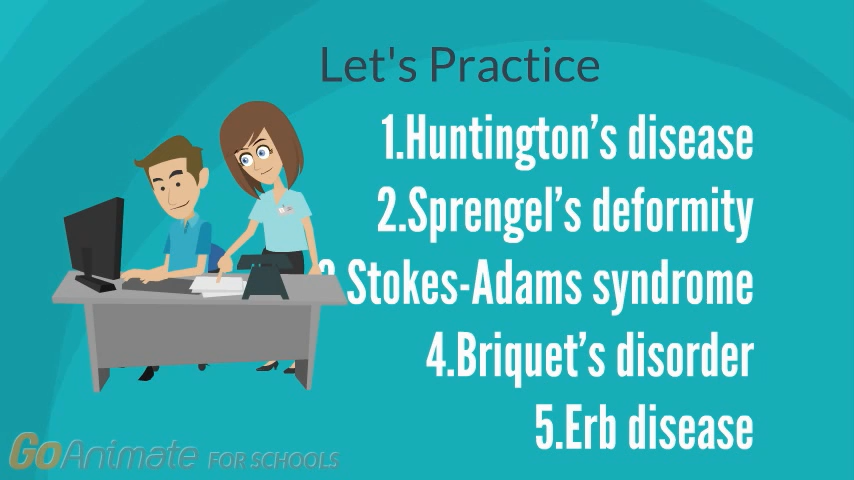 Let's Practice
1.Huntington's disease
2.Sprengel's deformity
3.Stokes-Adams syndrome
4.Briquet's disorder
5.Erb disease
GoAnimate FOR SCHOOLS